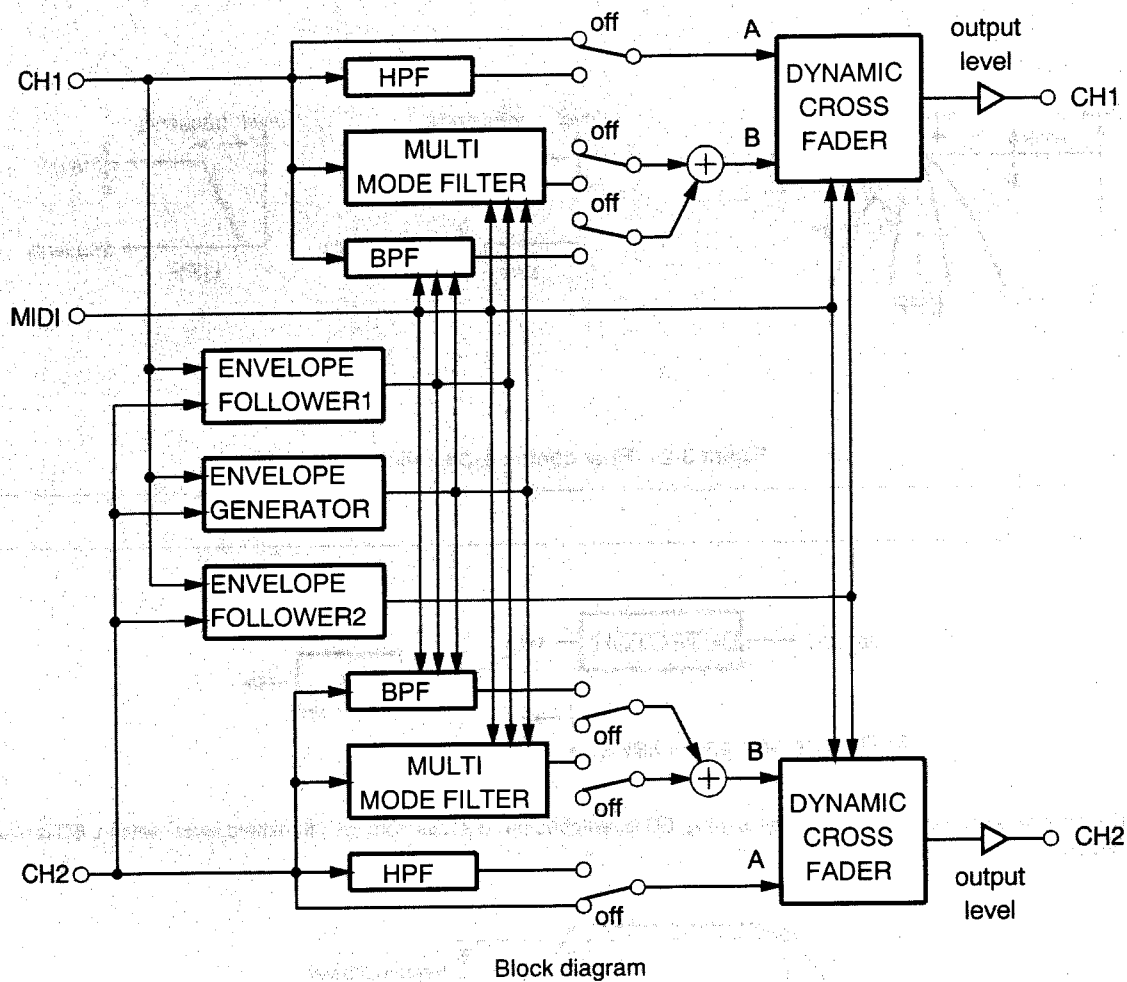 off
A
output
level
CH1
HPF
DYNAMIC
CROSS
FADER
CH1
off
B
MULTI
MODE FILTER
off
BPF
MIDI
ENVELOPE
FOLLOWER1
ENVELOPE
GENERATOR
ENVELOPE
FOLLOWER2
BPF
off
B
MULTI
MODE FILTER
off
DYNAMIC
CROSS
FADER
CH2
CH2
HPF
A
off
output
level
Block diagram